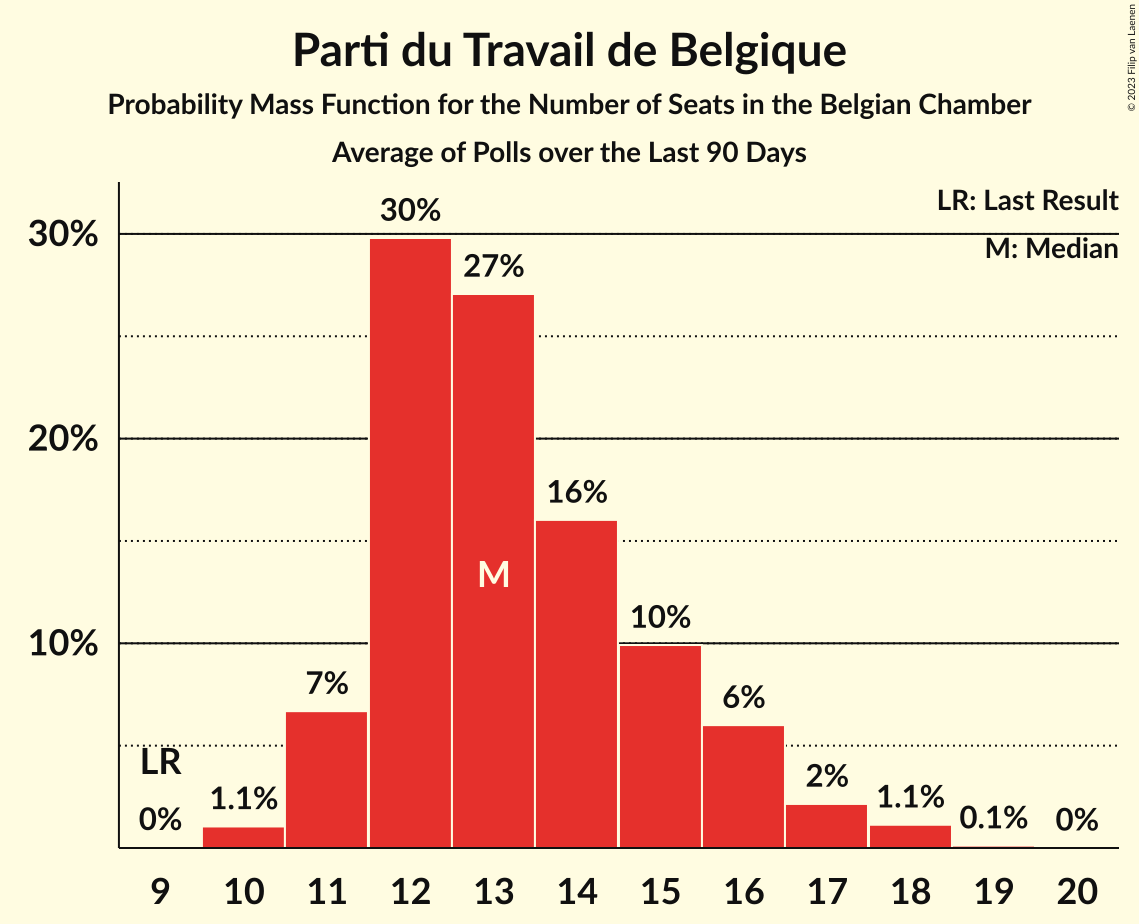 Parti du Travail de Belgique
Probability Mass Function for the Number of Seats in the Belgian Chamber
Average of Polls over the Last 90 Days
© 2023 Filip van Laenen
LR: Last Result
M: Median
30%
20%
10%
LR
0%
1.1%
7%
30%
27%
M
16%
10%
6%
2%
1.1%
0.1%
0%
9 10 11 12 13 14 15 16 17 18 19 20